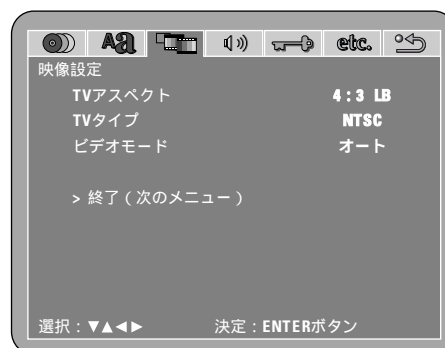 Aあ etc.
映像設定
TVアスペクト 4:3 LB
TVタイプ NTSC
ビデオモード オート
> 終了(次のメニュー)
選択:▼▲◀▶ 決定:ENTERボタン